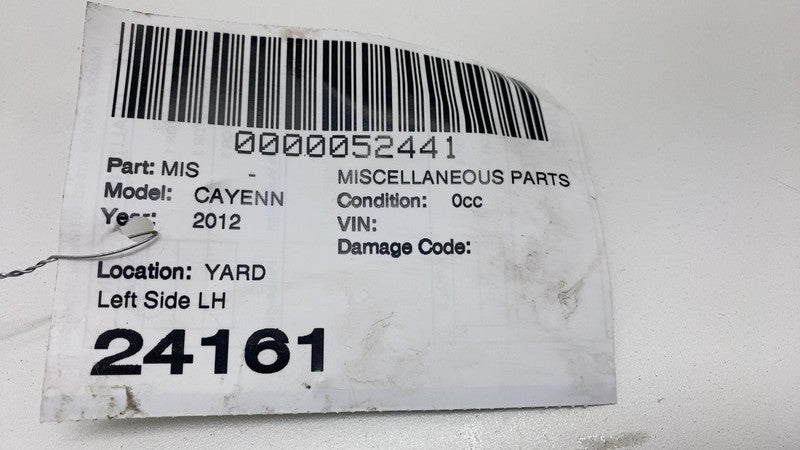 0000052441
Part: MIS - MISCELLANEOUS PARTS
Model: CAYENN Condition: 0cc
Year: 2012 VIN:
Damage Code:
Location: YARD
Left Side LH
24161